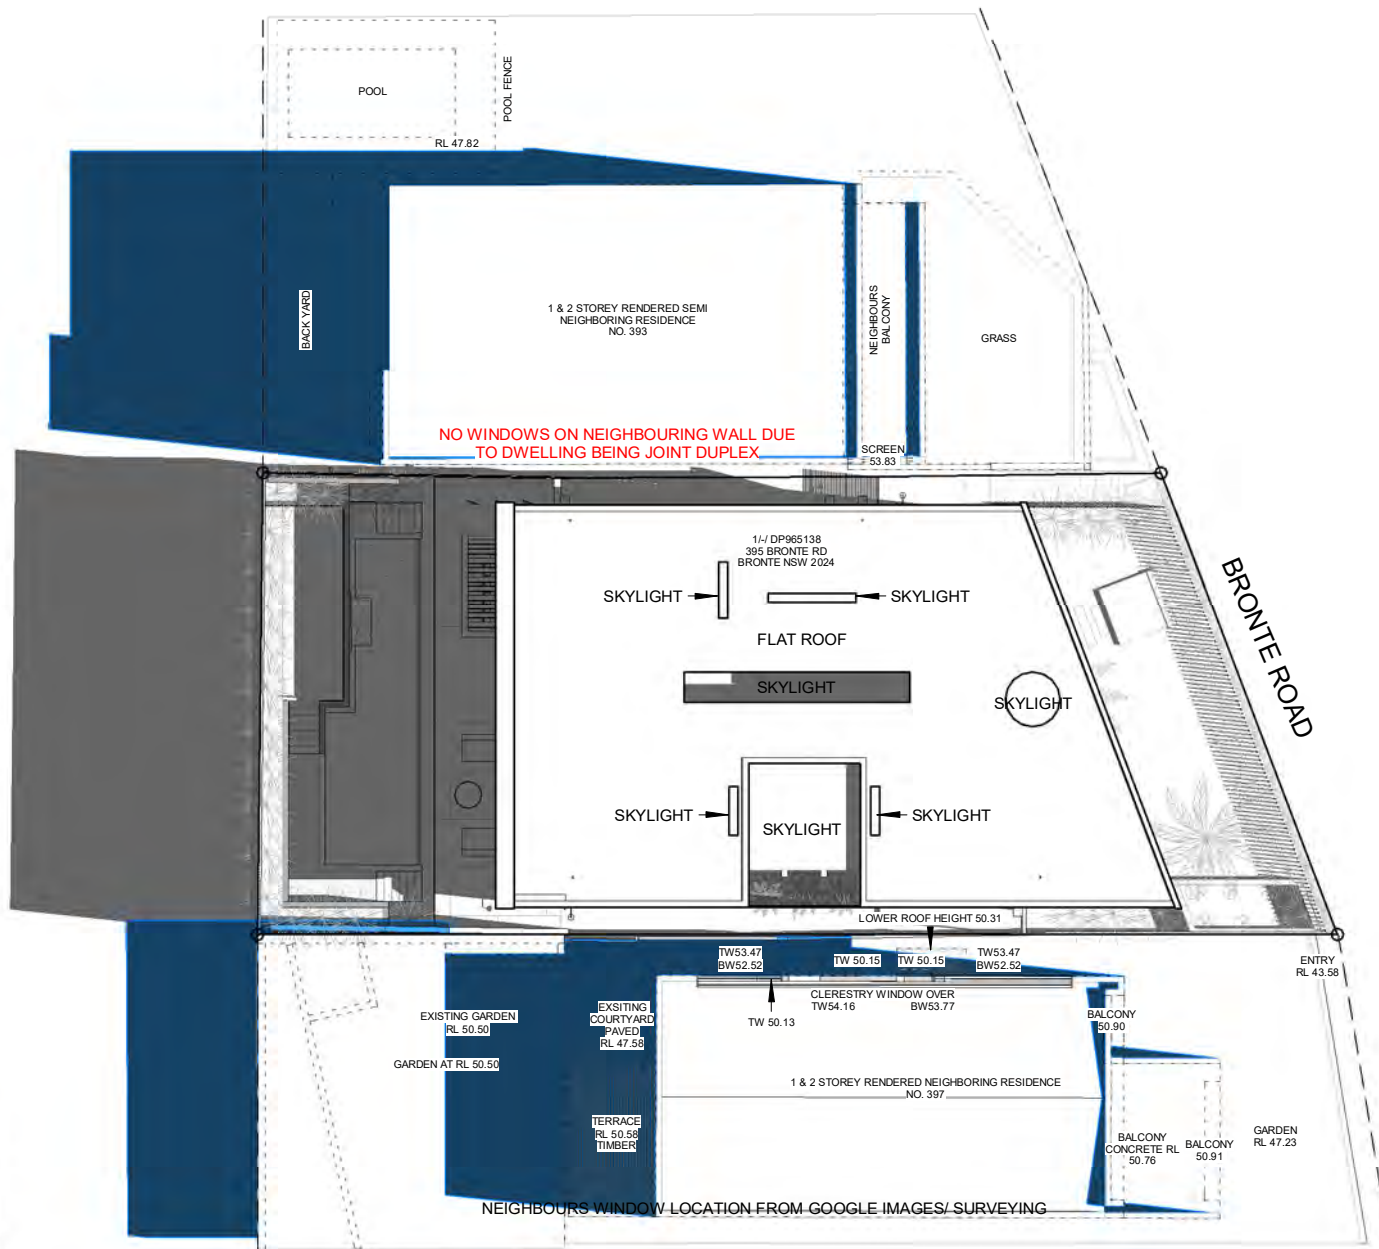 POOL
POOL FENCE
RL 47.82
BACK YARD
1 & 2 STOREY RENDERED SEMI
NEIGHBORING RESIDENCE
NO. 393
NEIGHBOURS
BALCONY
GRASS
NO WINDOWS ON NEIGHBOURING WALL DUE
TO DWELLING BEING JOINT DUPLEX
SCREEN
53.83
1/-/ DP965138
395 BRONTE RD
BRONTE NSW 2024
SKYLIGHT
SKYLIGHT
FLAT ROOF
SKYLIGHT
SKYLIGHT
BRONTE ROAD
SKYLIGHT
SKYLIGHT
SKYLIGHT
LOWER ROOF HEIGHT 50.31
TW53.47
BW52.52
TW 50.15
TW 50.15
TW53.47
BW52.52
ENTRY
RL 43.58
CLERESTRY WINDOW OVER
TW54.16
BW53.77
TW 50.13
EXISTING GARDEN
RL 50.50
EXSITING
COURTYARD
PAVED
RL 47.58
BALCONY
50.90
GARDEN AT RL 50.50
1 & 2 STOREY RENDERED NEIGHBORING RESIDENCE
NO. 397
TERRACE
RL 50.58
TIMBER
BALCONY
CONCRETE RL
50.76
BALCONY
50.91
GARDEN
RL 47.23
NEIGHBOURS WINDOW LOCATION FROM GOOGLE IMAGES/ SURVEYING